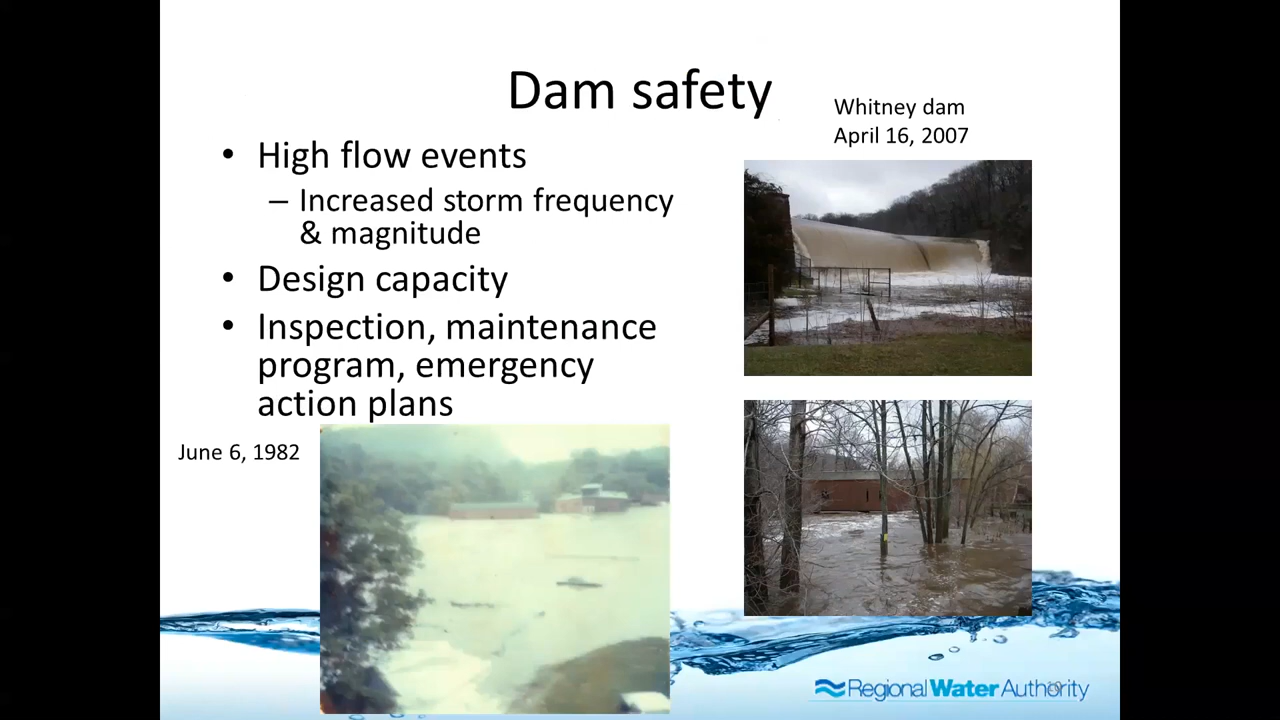 Dam safety
Whitney dam
April 16, 2007
• High flow events
– Increased storm frequency
& magnitude
• Design capacity
• Inspection, maintenance
program, emergency
action plans
June 6, 1982
Regional Water Authority